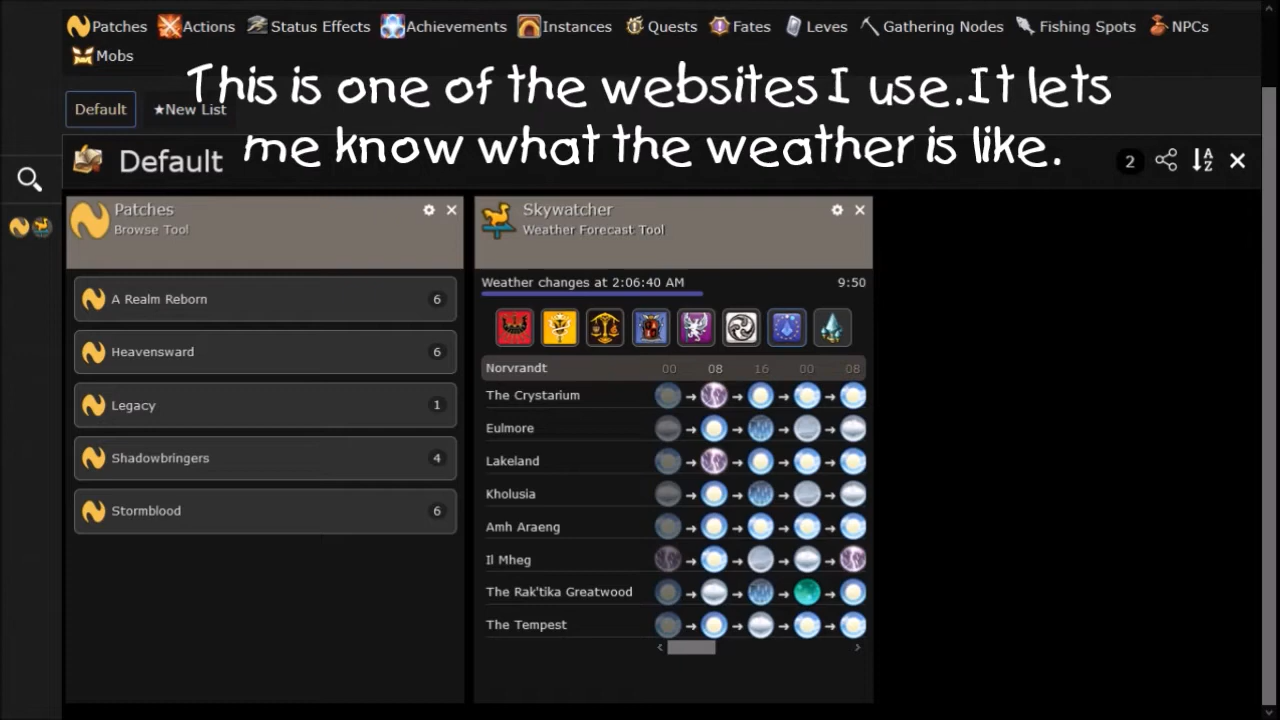 Patches Actions Status Effects Achievements Instances Quests Fates Leves Gathering Nodes Fishing Spots NPCs
Mobs
This is one of the websites I use.It lets
me know what the weather is like.
Default ★New List
Default 2
Patches
Browse Tool
A Realm Reborn 6
Heavensward 6
Legacy 1
Shadowbringers 4
Stormblood 6
Skywatcher
Weather Forecast Tool
Weather changes at 2:06:40 AM 9:50
Norvrandt 00 08 16 00 08
The Crystarium
Eulmore
Lakeland
Kholusia
Amh Araeng
Il Mheg
The Rak'tika Greatwood
The Tempest